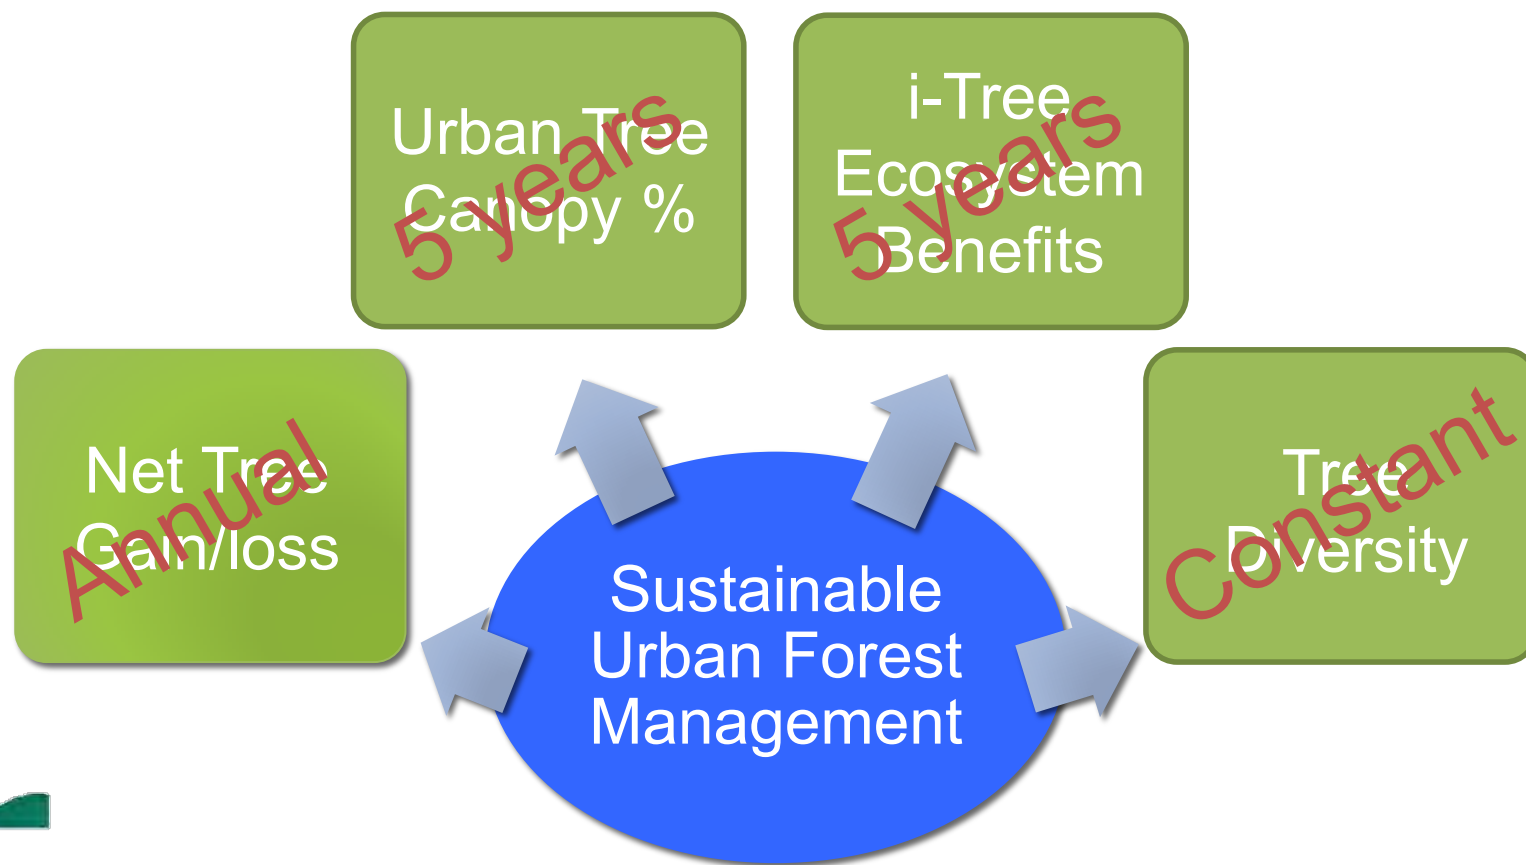 Urban Tree
Canopy %
5 years
i-Tree
Ecosystem
Benefits
5 years
Net Tree
Gain/loss
Annual
Tree
Diversity
Constant
Sustainable
Urban Forest
Management